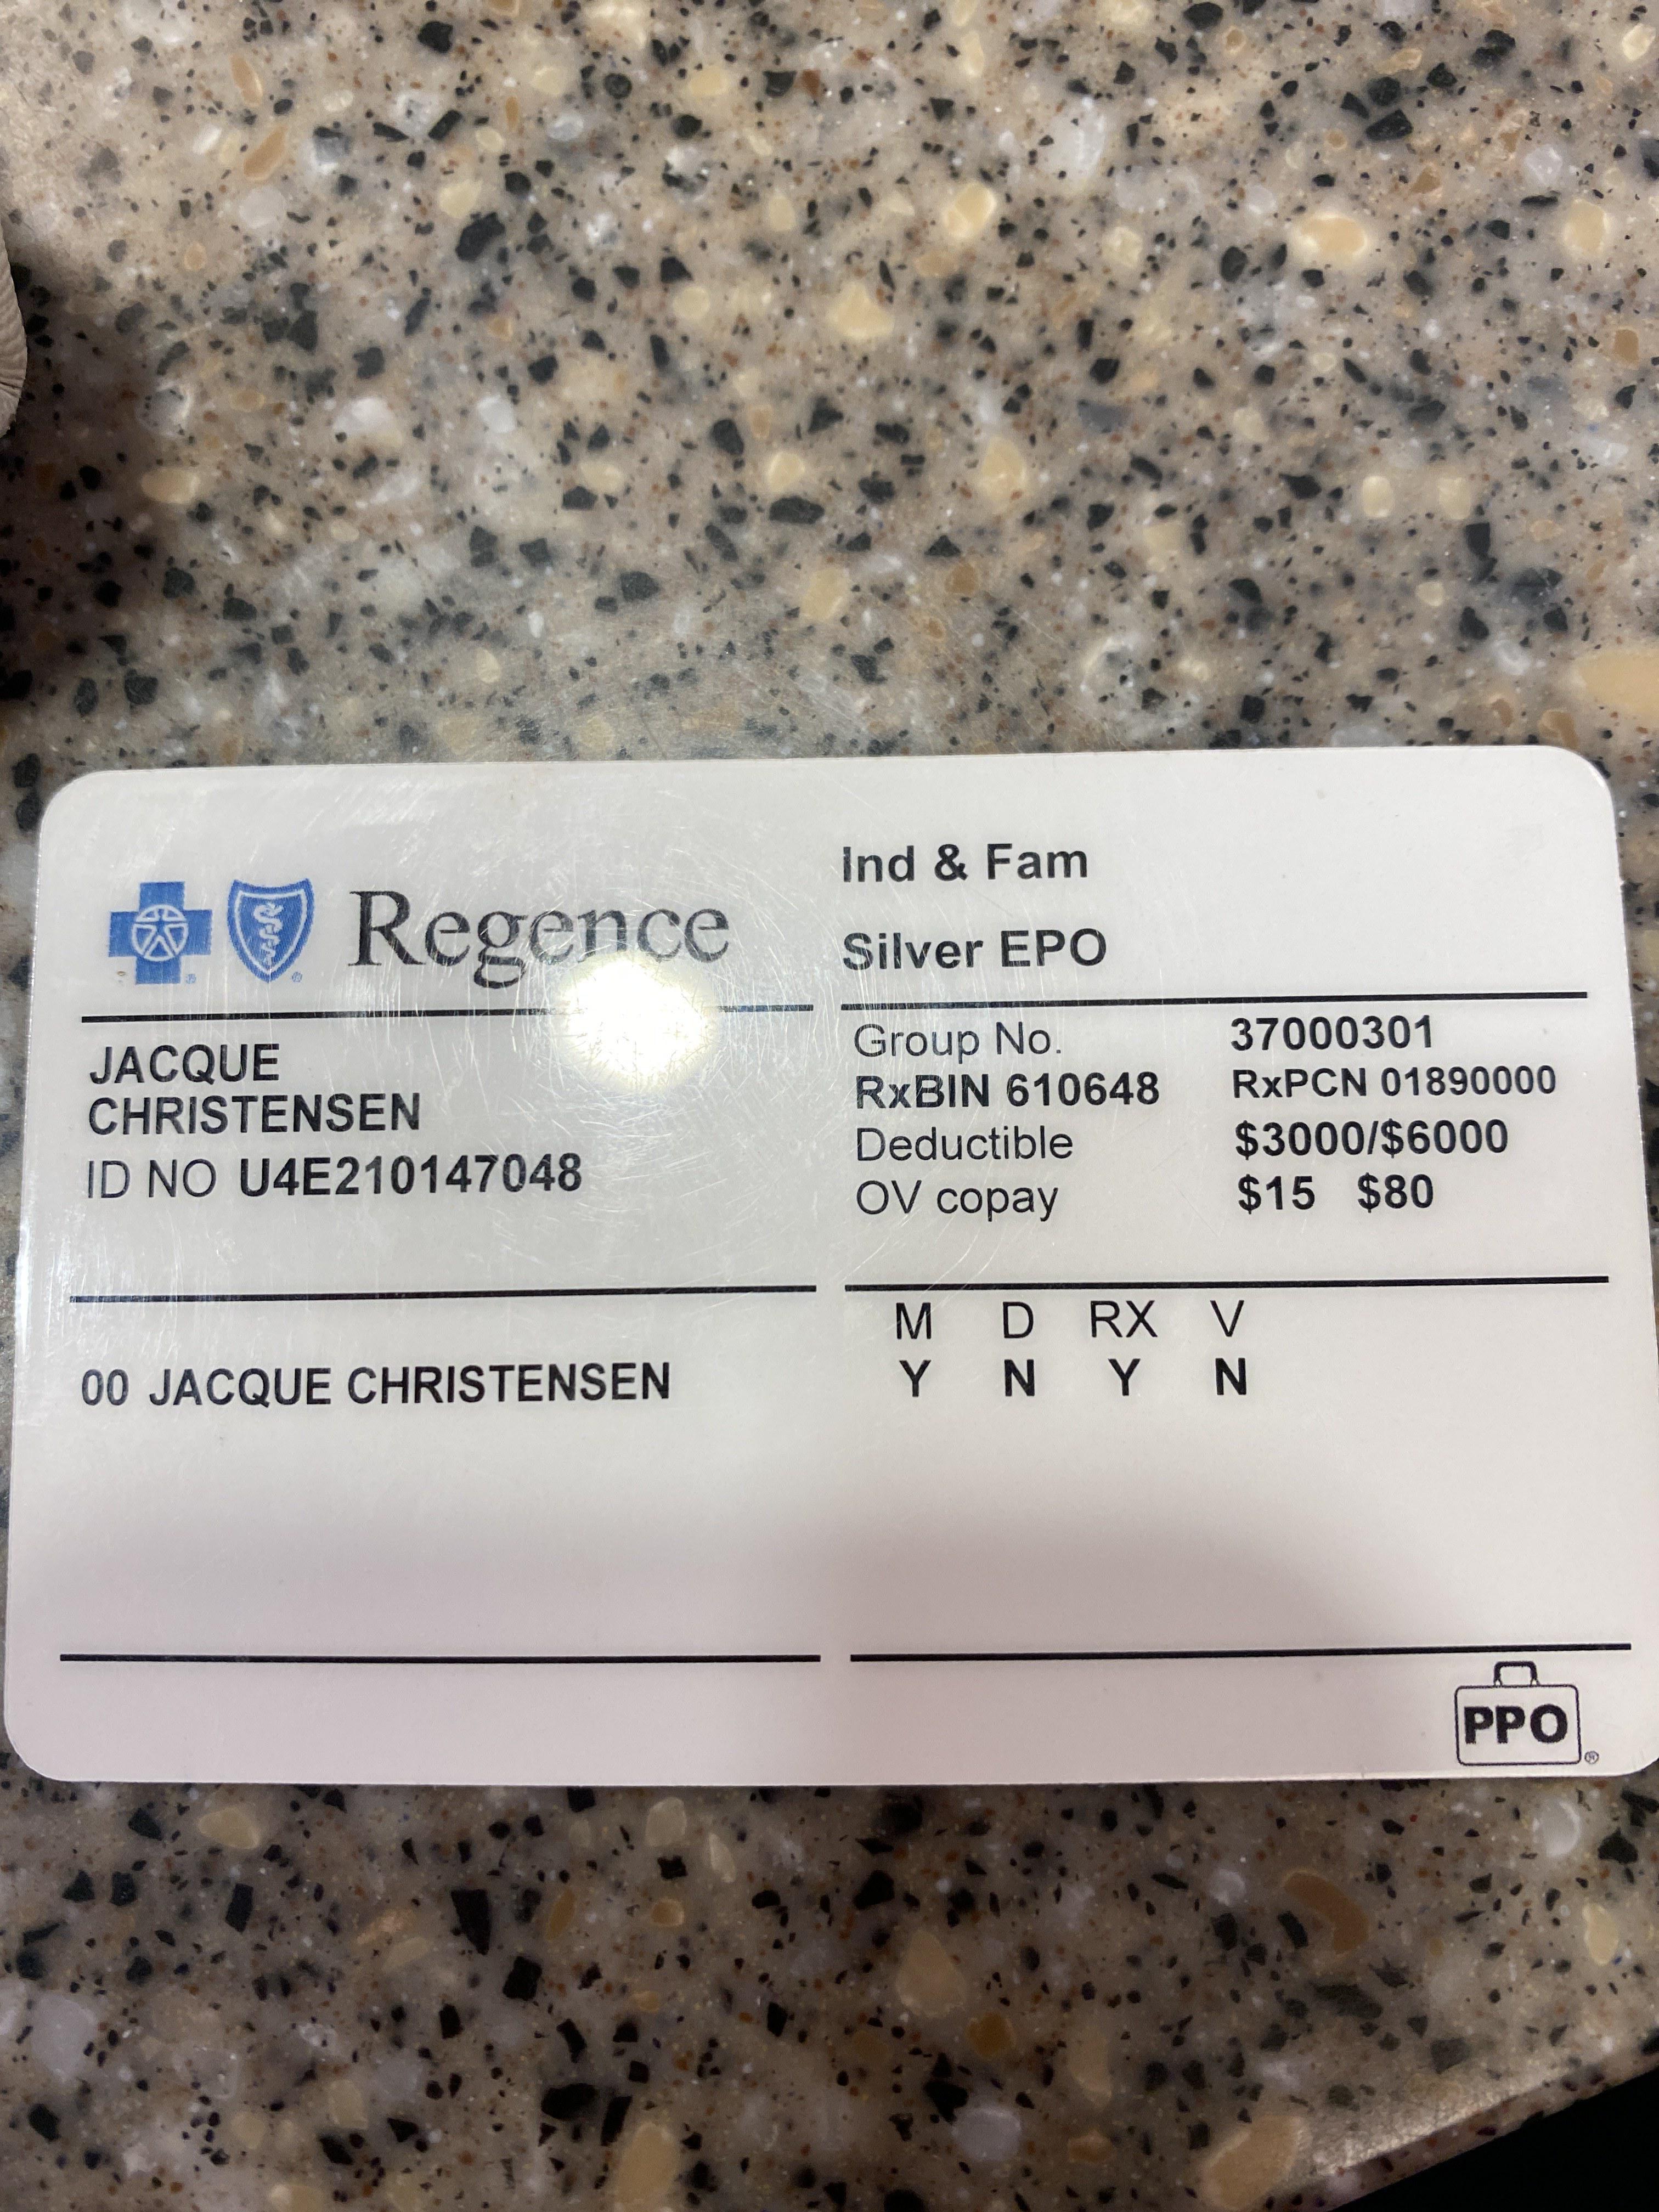 Regence
JACQUE
CHRISTENSEN
ID NO U4E210147048
00 JACQUE CHRISTENSEN
Ind & Fam
Silver EPO
Group No. 37000301
RxBIN 610648 RxPCN 01890000
Deductible $3000/$6000
OV copay $15 $80
M D RX V
Y N Y N
PPO®